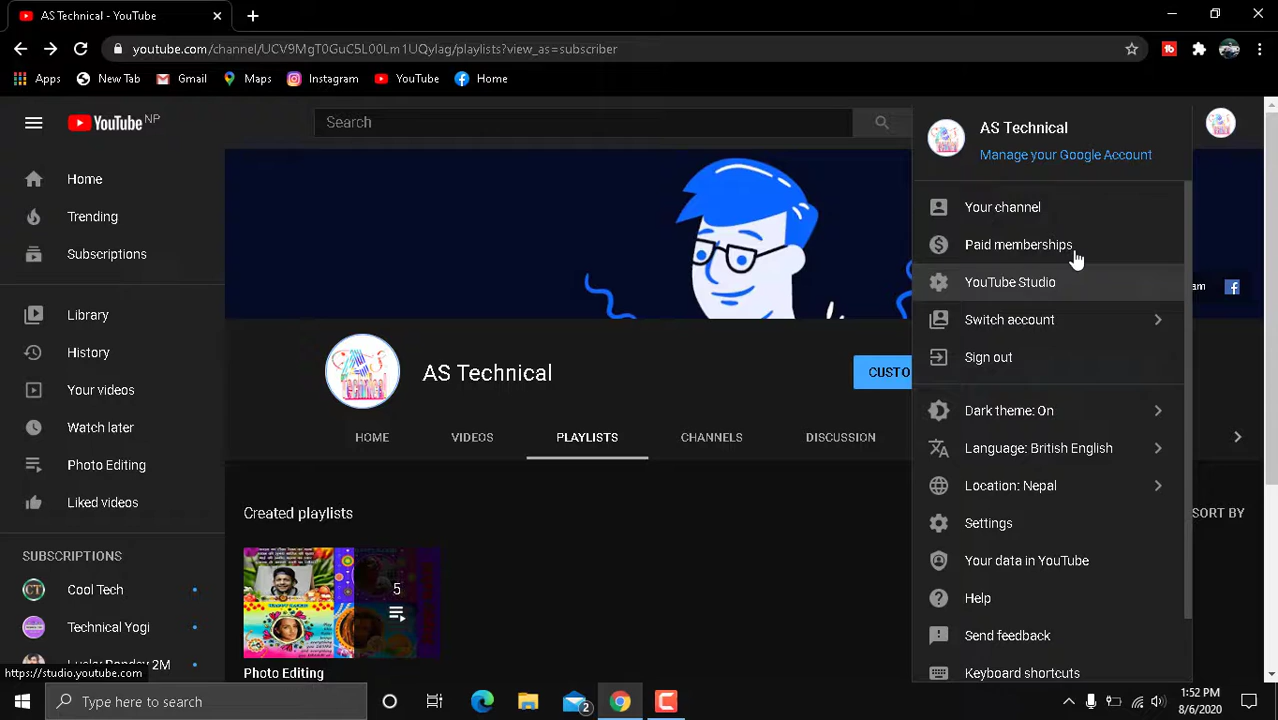 AS Technical - YouTube
youtube.com/channel/UCV9MgT0GuC5L00Lm1UQylag/playlists?view_as=subscriber
Apps
New Tab
Gmail
Maps
Instagram
YouTube
Home
YouTube NP
Search
AS Technical
Manage your Google Account
Home
Trending
Subscriptions
Library
History
Your videos
Watch later
Photo Editing
Liked videos
SUBSCRIPTIONS
CT Cool Tech
Technical Yogi
https://studio.youtube.com
Your channel
Paid memberships
YouTube Studio
Switch account
Sign out
Dark theme: On
Language: British English
Location: Nepal
Settings
Your data in YouTube
Help
Send feedback
Keyboard shortcuts
am
AS Technical
CUSTO
HOME
VIDEOS
PLAYLISTS
CHANNELS
DISCUSSION
Created playlists
SORT BY
5
Photo Editing
Type here to search
2
1:52 PM
8/6/2020